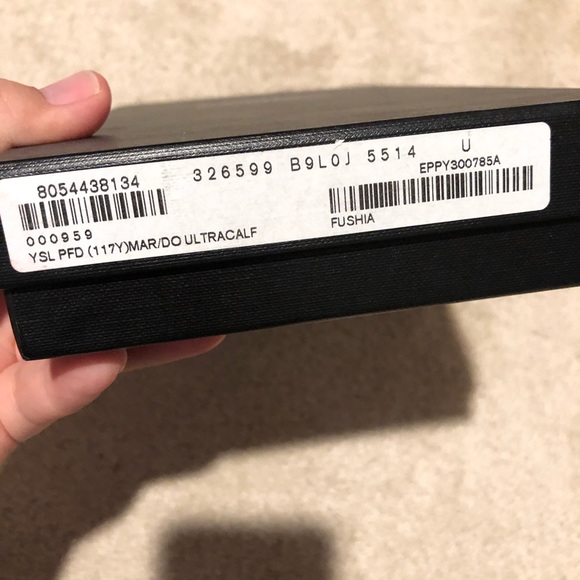 8054438134
326599 B9L0J 5514 U
EPPY300785A
000959
YSL PFD (117Y)MAR/DO ULTRACALF
FUSHIA